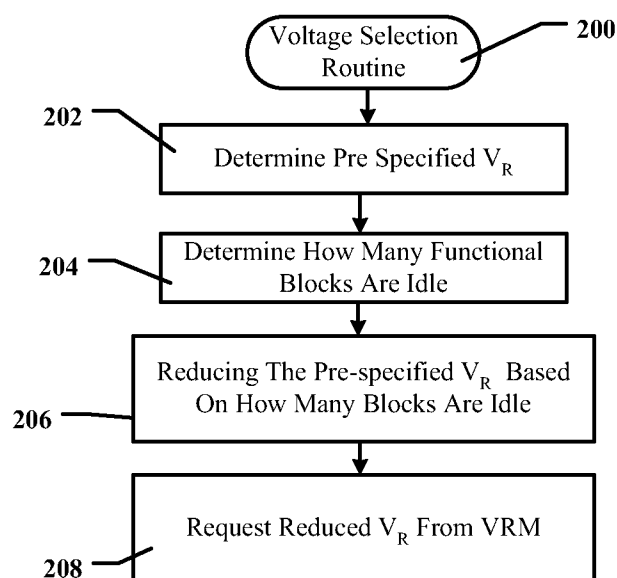 Voltage Selection
Routine
200
202
Determine Pre Specified V_R
204
Determine How Many Functional
Blocks Are Idle
206
Reducing The Pre-specified V_R Based
On How Many Blocks Are Idle
208
Request Reduced V_R From VRM